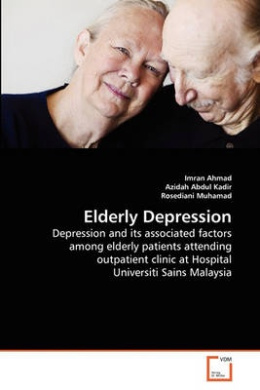 Imran Ahmad
Azidah Abdul Kadir
Rosediani Muhamad
Elderly Depression
Depression and its associated factors
among elderly patients attending
outpatient clinic at Hospital
Universiti Sains Malaysia
VDM